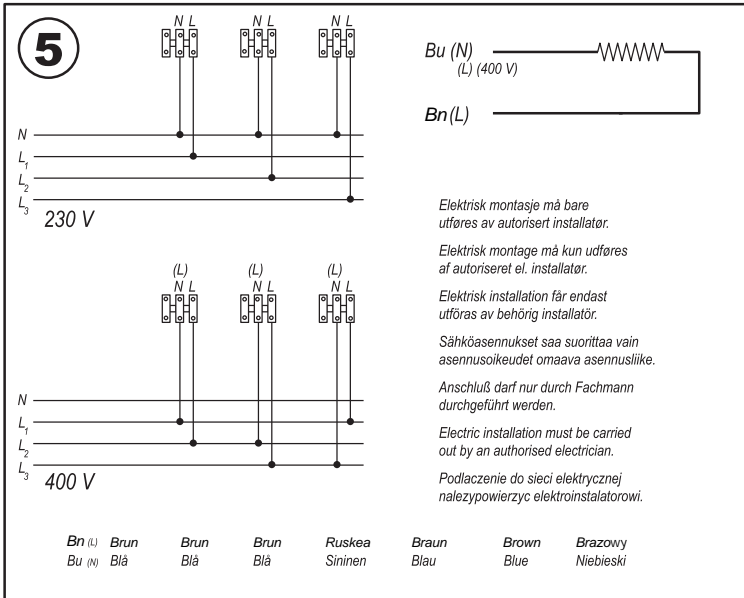 5
N L N L N L
N
L1
L2
L3
230 V
Bu (N)
(L) (400 V)
Bn (L)
(L) (L) (L)
N L N L N L
N
L1
L2
L3
400 V
Elektrisk montasje må bare
utføres av autorisert installatør.
Elektrisk montage må kun udføres
af autoriseret el. installatør.
Elektrisk installation får endast
utföras av behörig installatör.
Sähköasennukset saa suorittaa vain
asennusoikeudet omaava asennusliike.
Anschluß darf nur durch Fachmann
durchgeführt werden.
Electric installation must be carried
out by an authorised electrician.
Podlaczenie do sieci elektrycznej
nalezypowierzyc elektroinstalatorowi.
Bn (L) Brun Brun Brun Ruskea Braun Brown Brazowy
Bu (N) Blå Blå Blå Sininen Blau Blue Niebieski